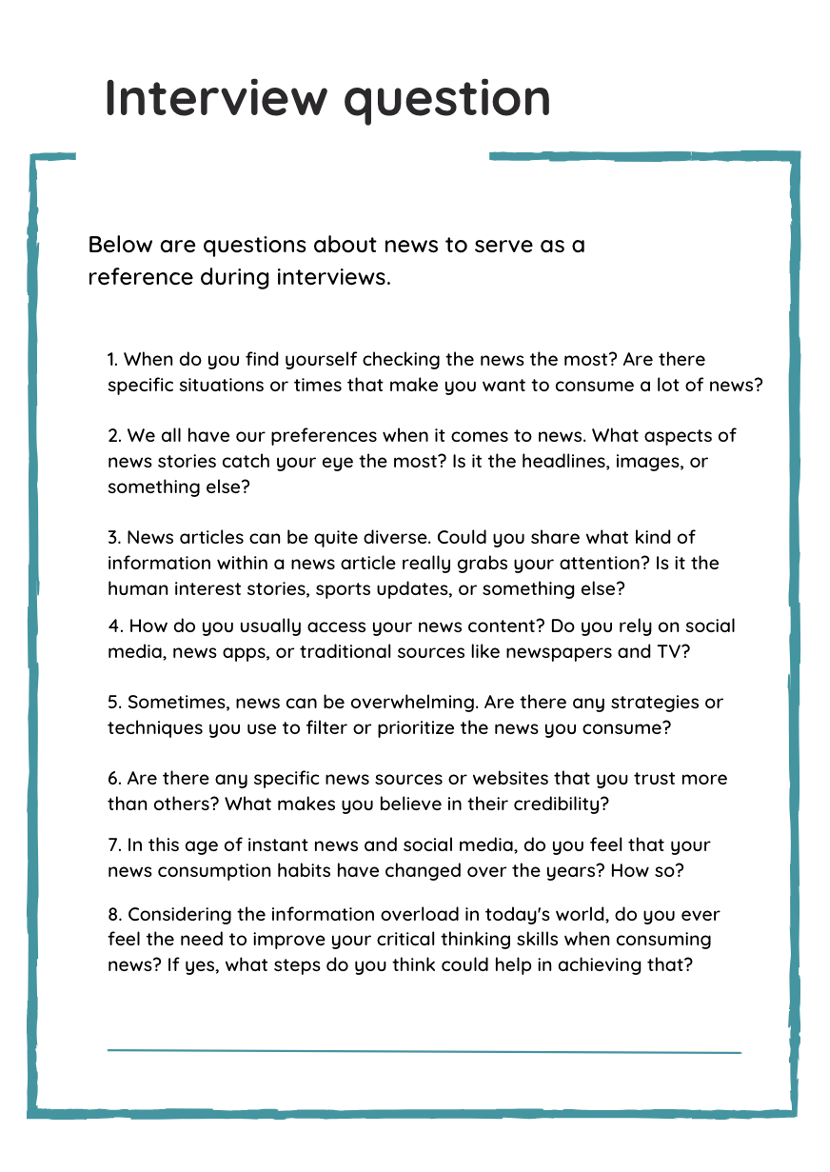 Interview question
Below are questions about news to serve as a
reference during interviews.
1. When do you find yourself checking the news the most? Are there
specific situations or times that make you want to consume a lot of news?
2. We all have our preferences when it comes to news. What aspects of
news stories catch your eye the most? Is it the headlines, images, or
something else?
3. News articles can be quite diverse. Could you share what kind of
information within a news article really grabs your attention? Is it the
human interest stories, sports updates, or something else?
4. How do you usually access your news content? Do you rely on social
media, news apps, or traditional sources like newspapers and TV?
5. Sometimes, news can be overwhelming. Are there any strategies or
techniques you use to filter or prioritize the news you consume?
6. Are there any specific news sources or websites that you trust more
than others? What makes you believe in their credibility?
7. In this age of instant news and social media, do you feel that your
news consumption habits have changed over the years? How so?
8. Considering the information overload in today's world, do you ever
feel the need to improve your critical thinking skills when consuming
news? If yes, what steps do you think could help in achieving that?